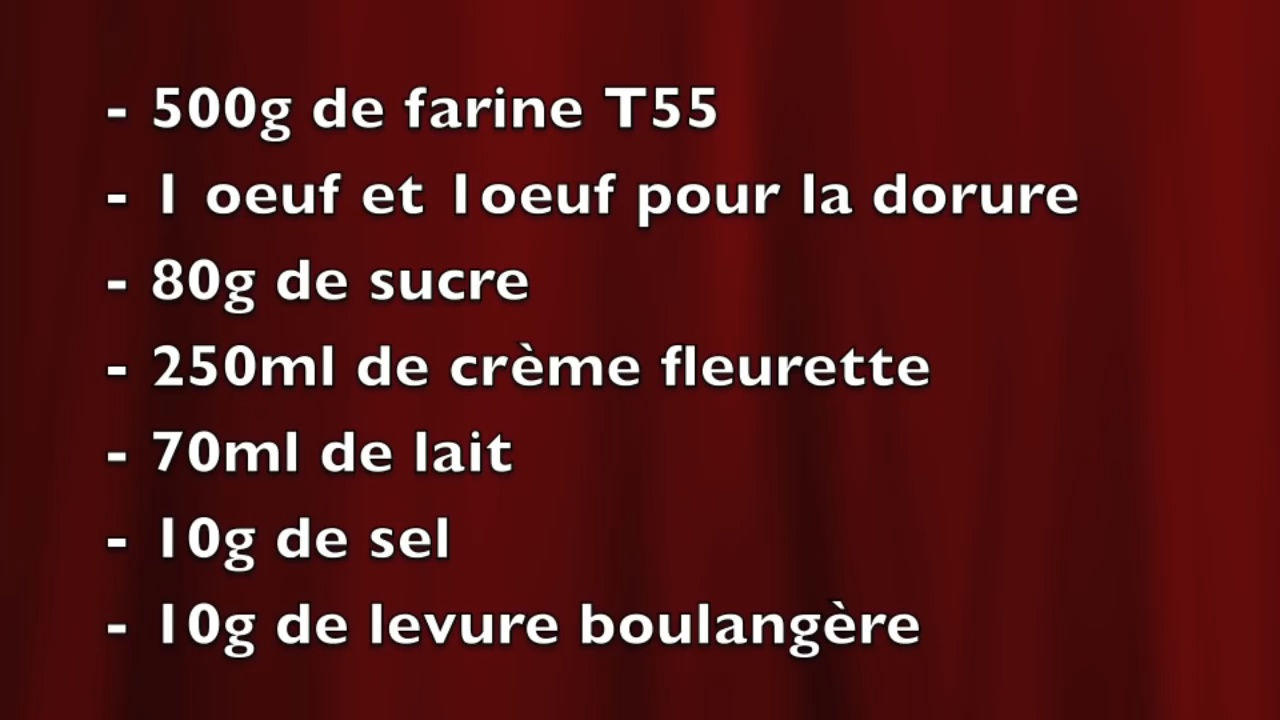 - 500g de farine T55
- 1 oeuf et 1oeuf pour la dorure
- 80g de sucre
- 250ml de crème fleurette
- 70ml de lait
- 10g de sel
- 10g de levure boulangère